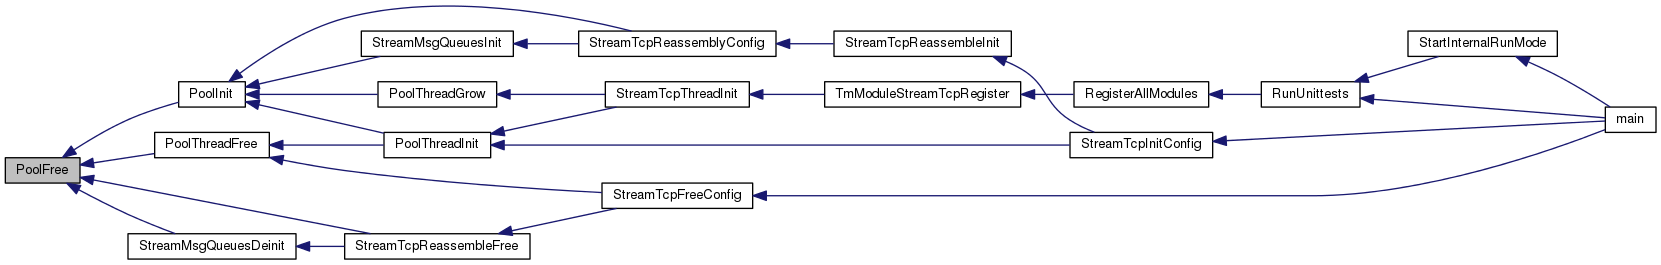 StreamMsgQueuesInit
StreamTcpReassemblyConfig
StreamTcpReassembleInit
StartInternalRunMode
PoolInit
PoolThreadGrow
StreamTcpThreadInit
TmModuleStreamTcpRegister
RegisterAllModules
RunUnittests
main
PoolThreadFree
PoolThreadInit
StreamTcpInitConfig
PoolFree
StreamTcpFreeConfig
StreamMsgQueuesDeinit
StreamTcpReassembleFree